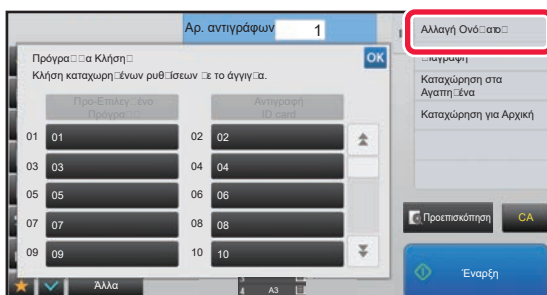 Αρ. αντιγράφων 1
Πρόγρα□□α Κλήση□
OK
Κλήση καταχωρη□ένων ρυθ□ίσεων □ε το άγγιγ□α.
Προ-Επιλεγ□ένο
Πρόγρα□□
Αντιγραφή
ID card
01 01
02 02
03 03
04 04
05 05
06 06
07 07
08 08
09 09
10 10
Άλλα
A3
4
Αλλαγή Ονό□ατο□
□ιαγραφή
Καταχώρηση στα
Αγαπη□ένα
Καταχώρηση για Αρχική
Προεπισκόπηση
CA
Έναρξη